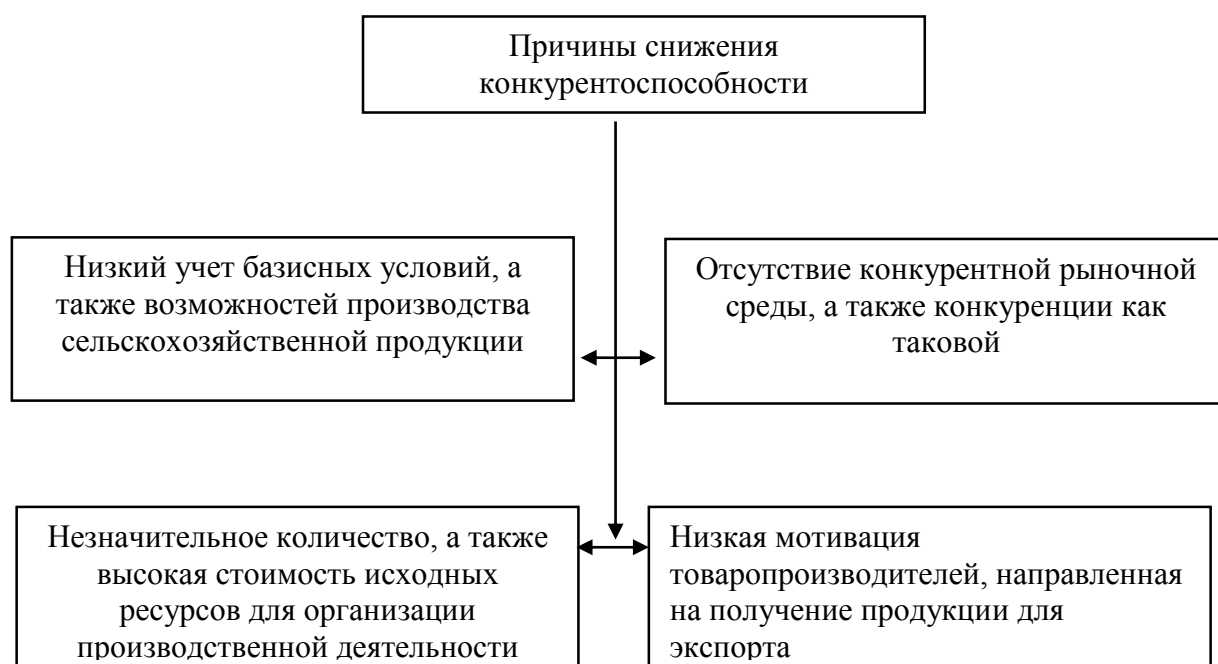 Причины снижения
конкурентоспособности
Низкий учет базисных условий, а
также возможностей производства
сельскохозяйственной продукции
Отсутствие конкурентной рыночной
среды, а также конкуренции как
таковой
Незначительное количество, а также
высокая стоимость исходных
ресурсов для организации
производственной деятельности
Низкая мотивация
товаропроизводителей, направленная
на получение продукции для
экспорта